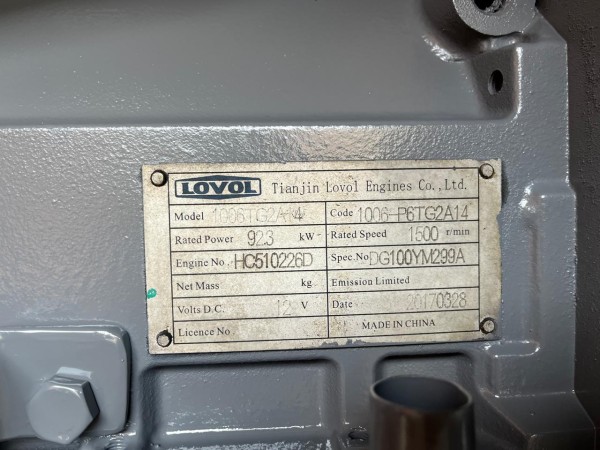 LOVOL Tianjin Lovol Engines Co., Ltd.
Model 1006TG2A14 Code 1006-P6TG2A14
Rated Power 92.3 kW Rated Speed 1500 r/min
Engine No. HC510226D Spec.No DG100YM299A
Net Mass kg Emission Limited
Volts D.C. 12 V Date 20170328
Licence No MADE IN CHINA